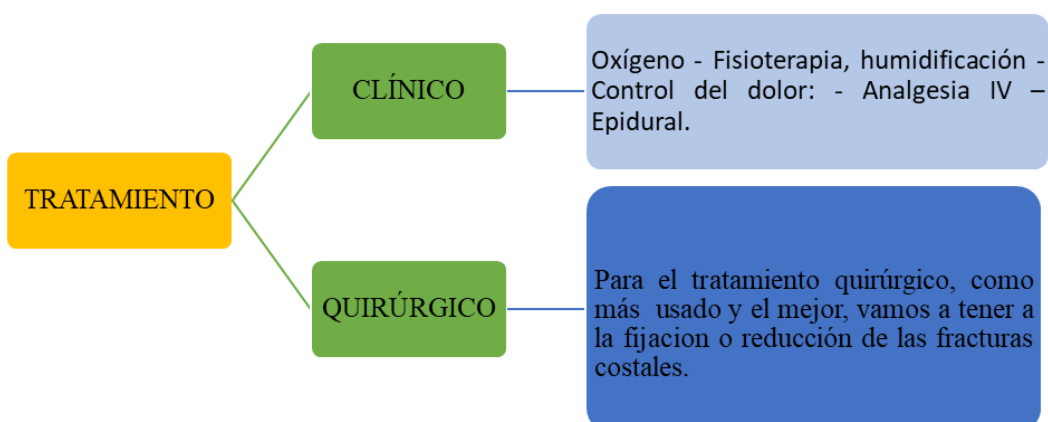 TRATAMIENTO
CLÍNICO
Oxígeno - Fisioterapia, humidificación -
Control del dolor: - Analgesia IV –
Epidural.
QUIRÚRGICO
Para el tratamiento quirúrgico, como
más usado y el mejor, vamos a tener a
la fijacion o reducción de las fracturas
costales.